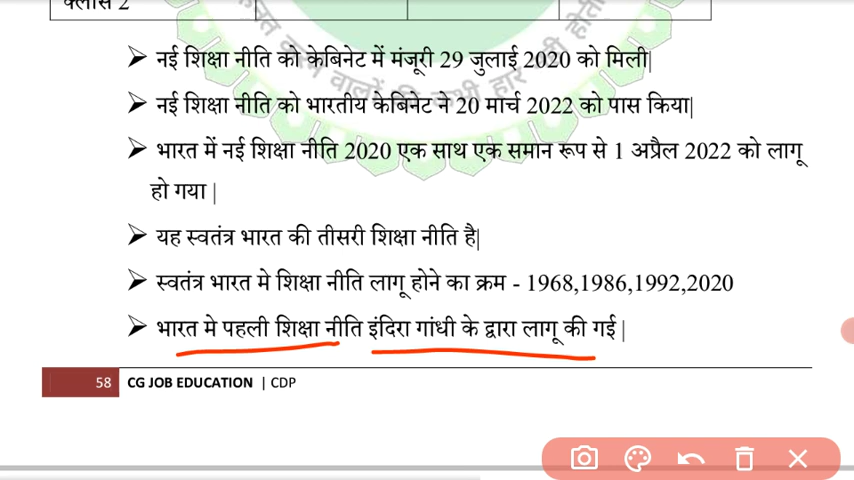 क्लास 2
➤ नई शिक्षा नीति को केबिनेट में मंजूरी 29 जुलाई 2020 को मिली|
➤ नई शिक्षा नीति को भारतीय केबिनेट ने 20 मार्च 2022 को पास किया|
➤ भारत में नई शिक्षा नीति 2020 एक साथ एक समान रूप से 1 अप्रैल 2022 को लागू
हो गया |
➤ यह स्वतंत्र भारत की तीसरी शिक्षा नीति है|
➤ स्वतंत्र भारत मे शिक्षा नीति लागू होने का क्रम - 1968,1986,1992,2020
➤ भारत मे पहली शिक्षा नीति इंदिरा गांधी के द्वारा लागू की गई |
58 CG JOB EDUCATION | CDP